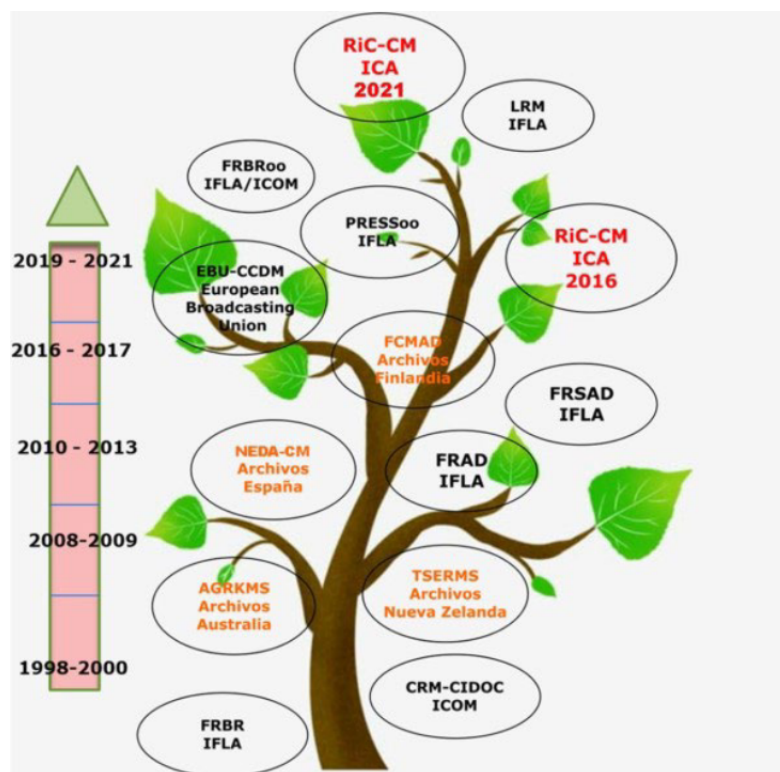 RiC-CM
ICA
2021
LRM
IFLA
FRBRoo
IFLA/ICOM
PRESSoo
IFLA
RiC-CM
ICA
2016
2019 - 2021
EBU-CCDM
European
Broadcasting
Union
2016 - 2017
FCMAD
Archivos
Finlandia
FRSAD
IFLA
2010 - 2013
NEDA-CM
Archivos
España
FRAD
IFLA
2008-2009
AGRKMS
Archivos
Australia
TSERMS
Archivos
Nueva Zelanda
1998-2000
CRM-CIDOC
ICOM
FRBR
IFLA